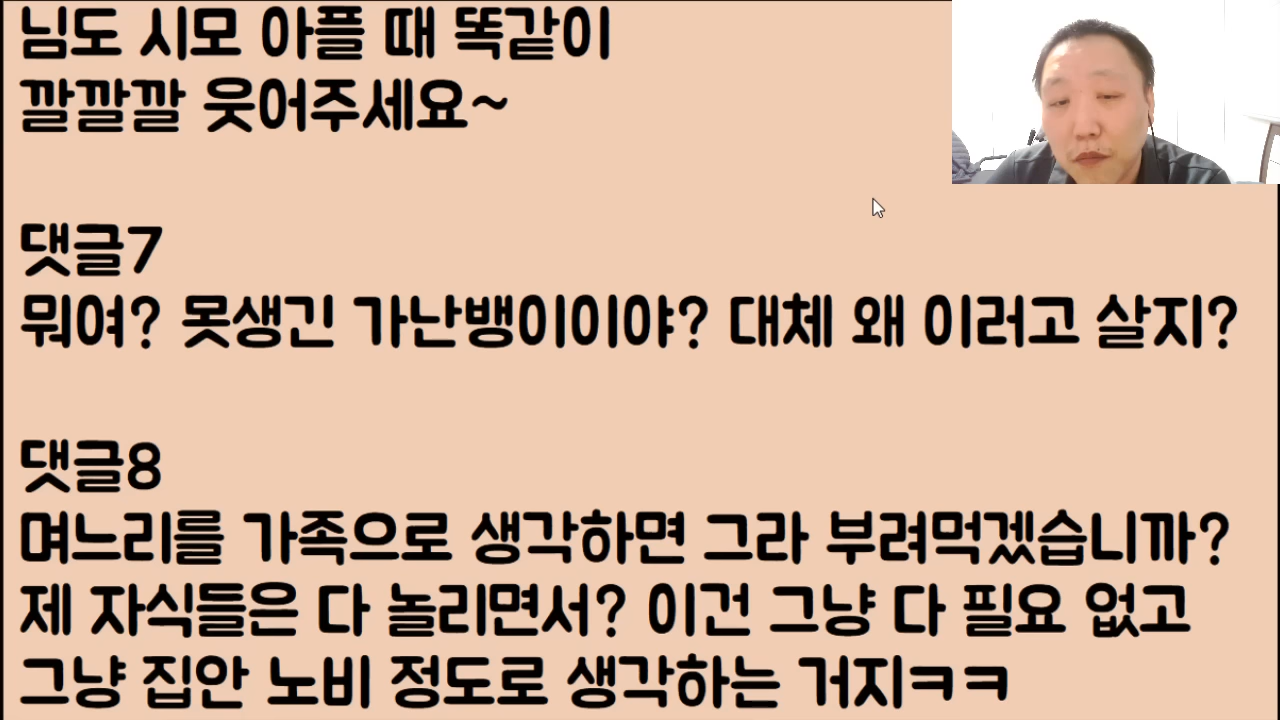 님도 시모 아플 때 똑같이
깔깔깔 웃어주세요~
댓글7
뭐여? 못생긴 가난뱅이이야? 대체 왜 이러고 살지?
댓글8
며느리를 가족으로 생각하면 그라 부려먹겠습니까?
제 자식들은 다 놀리면서? 이건 그냥 다 필요 없고
그냥 집안 노비 정도로 생각하는 거지ㅋㅋ